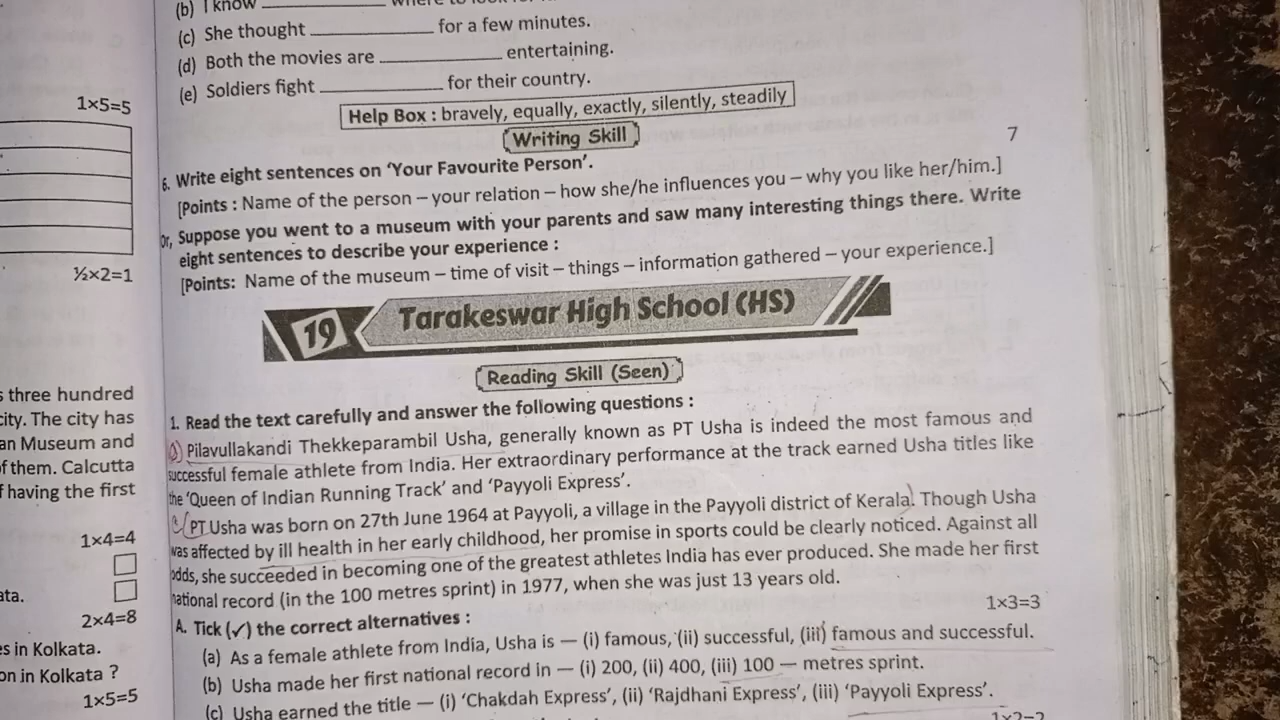 (b) I know ____________
(c) She thought ____________ for a few minutes.
(d) Both the movies are ____________ entertaining.
(e) Soldiers fight ____________ for their country.
Help Box : bravely, equally, exactly, silently, steadily
Writing Skill
7
6. Write eight sentences on ‘Your Favourite Person’.
[Points : Name of the person – your relation – how she/he influences you – why you like her/him.]
Or, Suppose you went to a museum with your parents and saw many interesting things there. Write
eight sentences to describe your experience :
[Points: Name of the museum – time of visit – things – information gathered – your experience.]
19 Tarakeswar High School (HS)
Reading Skill (Seen)
1. Read the text carefully and answer the following questions :
Pilavullakandi Thekkeparambil Usha, generally known as PT Usha is indeed the most famous and
successful female athlete from India. Her extraordinary performance at the track earned Usha titles like
the ‘Queen of Indian Running Track’ and ‘Payyoli Express’.
PT Usha was born on 27th June 1964 at Payyoli, a village in the Payyoli district of Kerala. Though Usha
was affected by ill health in her early childhood, her promise in sports could be clearly noticed. Against all
odds, she succeeded in becoming one of the greatest athletes India has ever produced. She made her first
national record (in the 100 metres sprint) in 1977, when she was just 13 years old.
A. Tick (✓) the correct alternatives :
1×3=3
(a) As a female athlete from India, Usha is — (i) famous, (ii) successful, (iii) famous and successful.
(b) Usha made her first national record in — (i) 200, (ii) 400, (iii) 100 — metres sprint.
(c) Usha earned the title — (i) ‘Chakdah Express’, (ii) ‘Rajdhani Express’, (iii) ‘Payyoli Express’.
1×5=5
½×2=1
three hundred
city. The city has
an Museum and
of them. Calcutta
having the first
1×4=4
2×4=8
in Kolkata.
in Kolkata ?
1×5=5